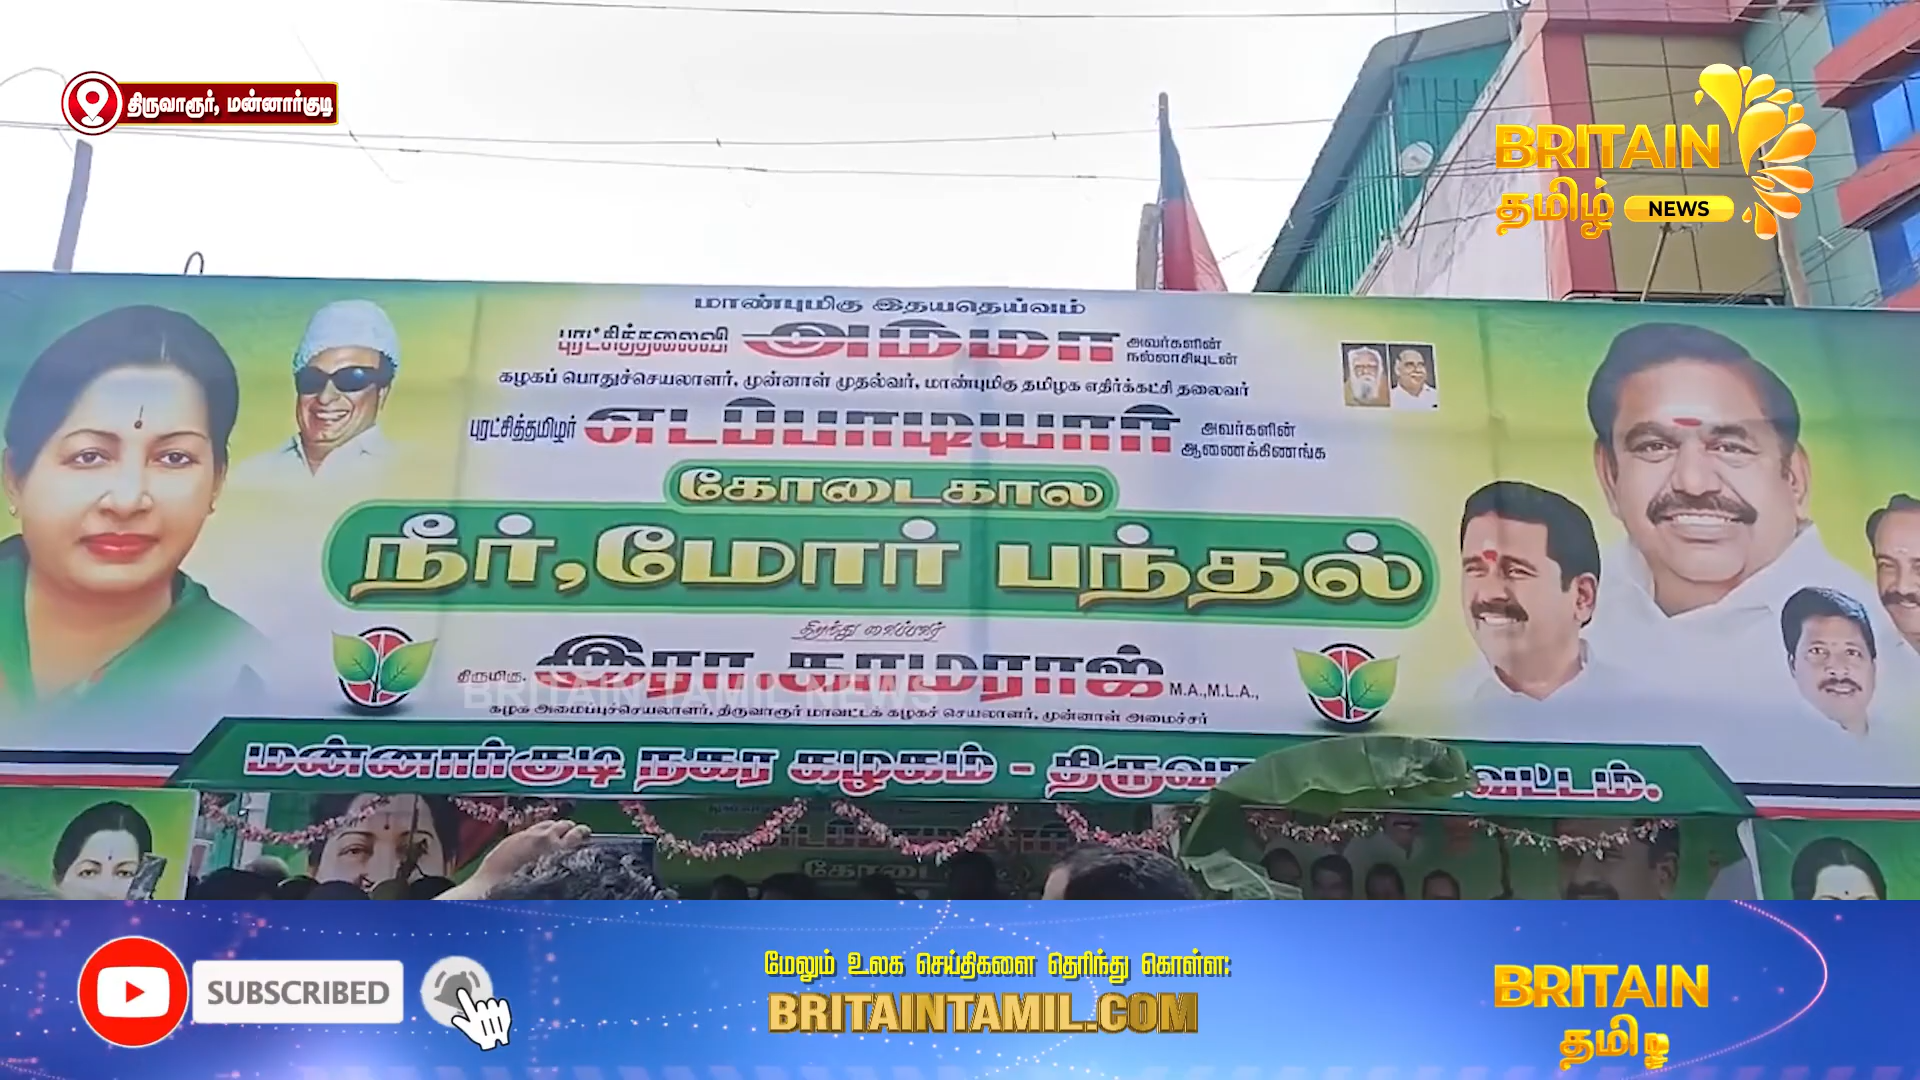 திருவாரூர், மன்னார்குடி
BRITAIN
தமிழ் NEWS
மாண்புமிகு இதயதெய்வம்
புரட்சித்தலைவி அம்மா அவர்களின் நல்லாசியுடன்
கழகப் பொதுச்செயலாளர், முன்னாள் முதல்வர், மாண்புமிகு தமிழக எதிர்க்கட்சி தலைவர்
புரட்சித்தமிழர் எடப்பாடியார் அவர்களின் ஆணைக்கிணங்க
கோடைகால
நீர்,மோர் பந்தல்
திறந்து வைப்பவர்
திருமிகு. இரா காமராஜ் M.A.,M.L.A.,
BRITAIN TAMIL NEWS
கழக அமைப்புச்செயலாளர், திருவாரூர் மாவட்டக் கழகச் செயலாளர், முன்னாள் அமைச்சர்
மன்னார்குடி நகர கழகம் - திருவா வட்டம்.
கோடை
SUBSCRIBED
மேலும் உலக செய்திகளை தெரிந்து கொள்ள:
BRITAINTAMIL.COM
BRITAIN
தமிழ்